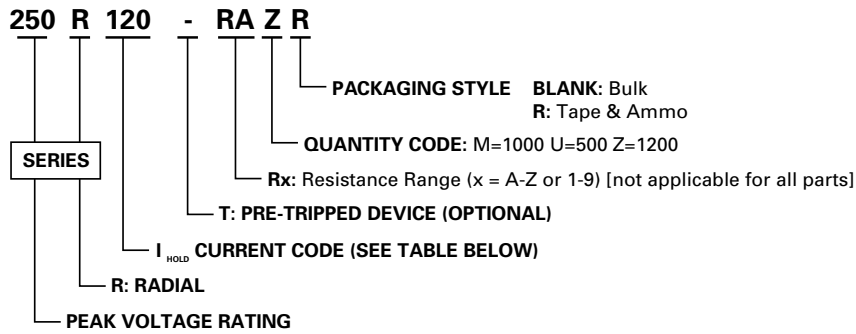 250 R 120 - RA Z R
PACKAGING STYLE BLANK: Bulk
R: Tape & Ammo
QUANTITY CODE: M=1000 U=500 Z=1200
SERIES
Rx: Resistance Range (x = A-Z or 1-9) [not applicable for all parts]
T: PRE-TRIPPED DEVICE (OPTIONAL)
I HOLD CURRENT CODE (SEE TABLE BELOW)
R: RADIAL
PEAK VOLTAGE RATING